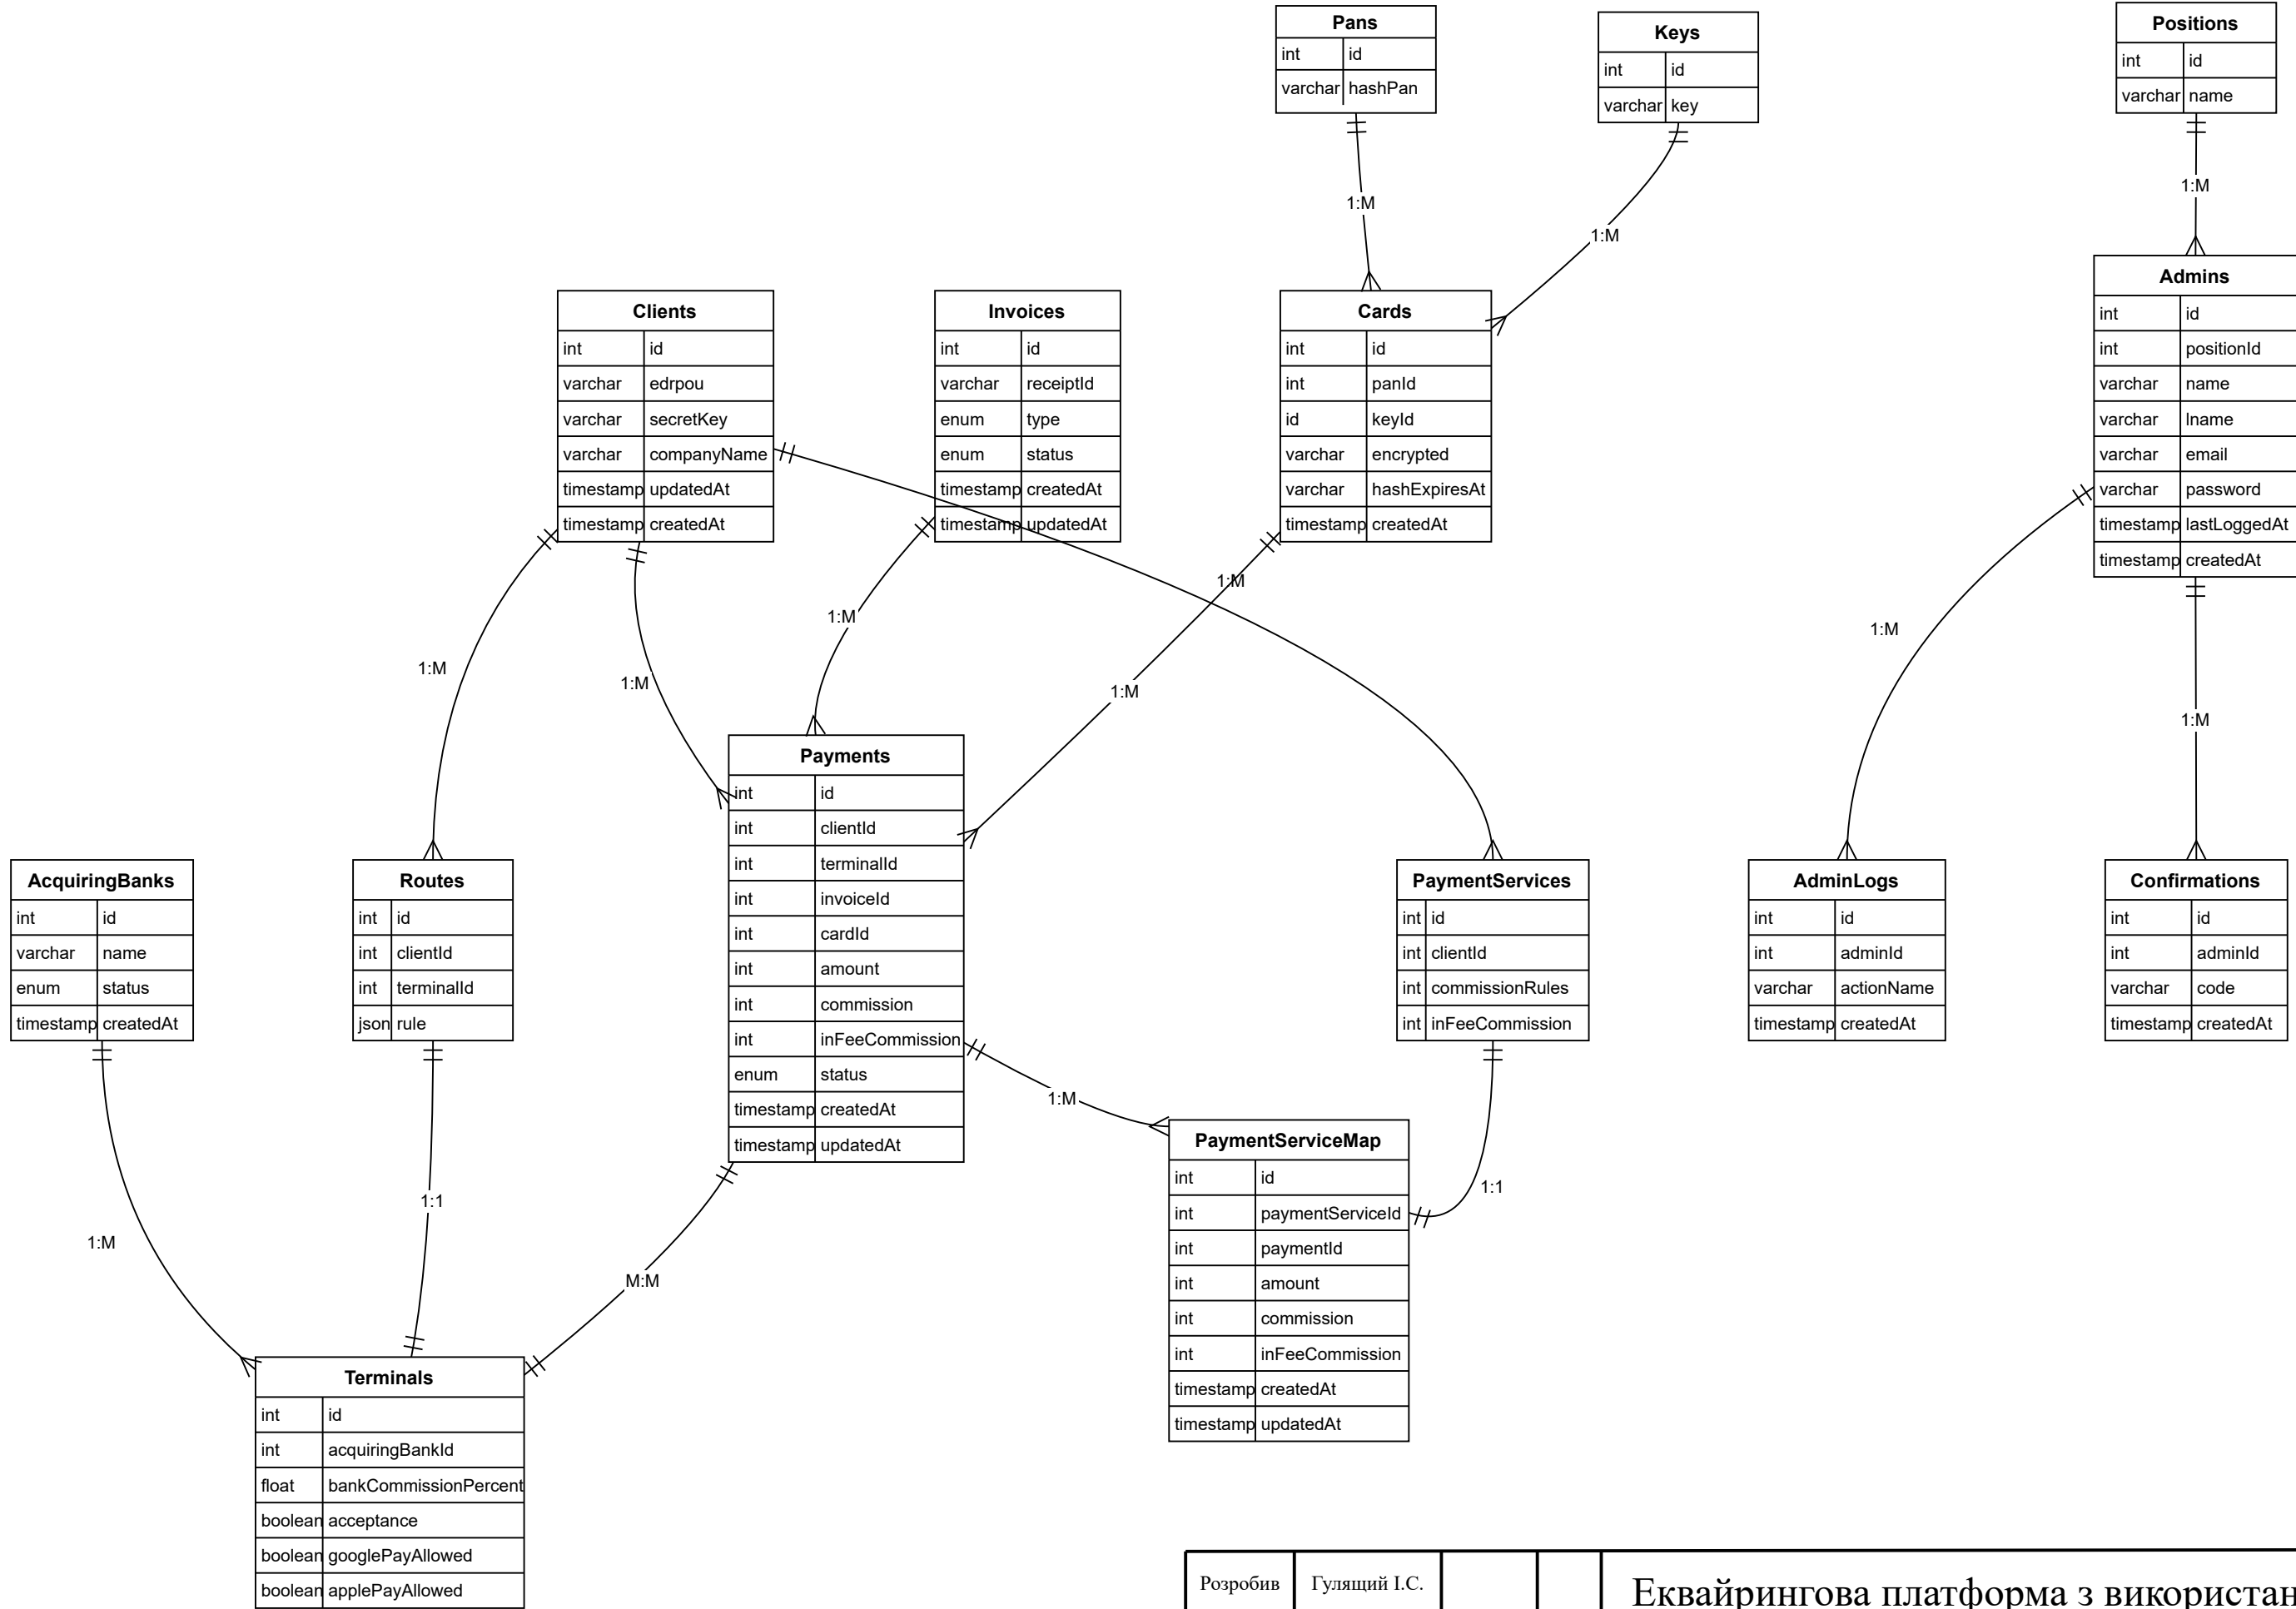 Pans
int id
varchar hashPan
Keys
int id
varchar key
Positions
int id
varchar name
1:M
1:M
1:M
Clients
int id
varchar edrpou
varchar secretKey
varchar companyName
timestamp updatedAt
timestamp createdAt
Invoices
int id
varchar receiptId
enum type
enum status
timestamp createdAt
timestamp updatedAt
Cards
int id
int panId
id keyId
varchar encrypted
varchar hashExpiresAt
timestamp createdAt
Admins
int id
int positionId
varchar name
varchar lname
varchar email
varchar password
timestamp lastLoggedAt
timestamp createdAt
1:M
1:M
1:M
1:M
1:M
1:M
1:M
AcquiringBanks
int id
varchar name
enum status
timestamp createdAt
Routes
int id
int clientId
int terminalId
json rule
Payments
int id
int clientId
int terminalId
int invoiceId
int cardId
int amount
int commission
int inFeeCommission
enum status
timestamp createdAt
timestamp updatedAt
PaymentServices
int id
int clientId
int commissionRules
int inFeeCommission
AdminLogs
int id
int adminId
varchar actionName
timestamp createdAt
Confirmations
int id
int adminId
varchar code
timestamp createdAt
1:M
1:1
1:1
1:M
M:M
PaymentServiceMap
int id
int paymentServiceId
int paymentId
int amount
int commission
int inFeeCommission
timestamp createdAt
timestamp updatedAt
Terminals
int id
int acquiringBankId
float bankCommissionPercent
boolean acceptance
boolean googlePayAllowed
boolean applePayAllowed
Розробив Гулящий І.С.
Еквайрингова платформа з використан